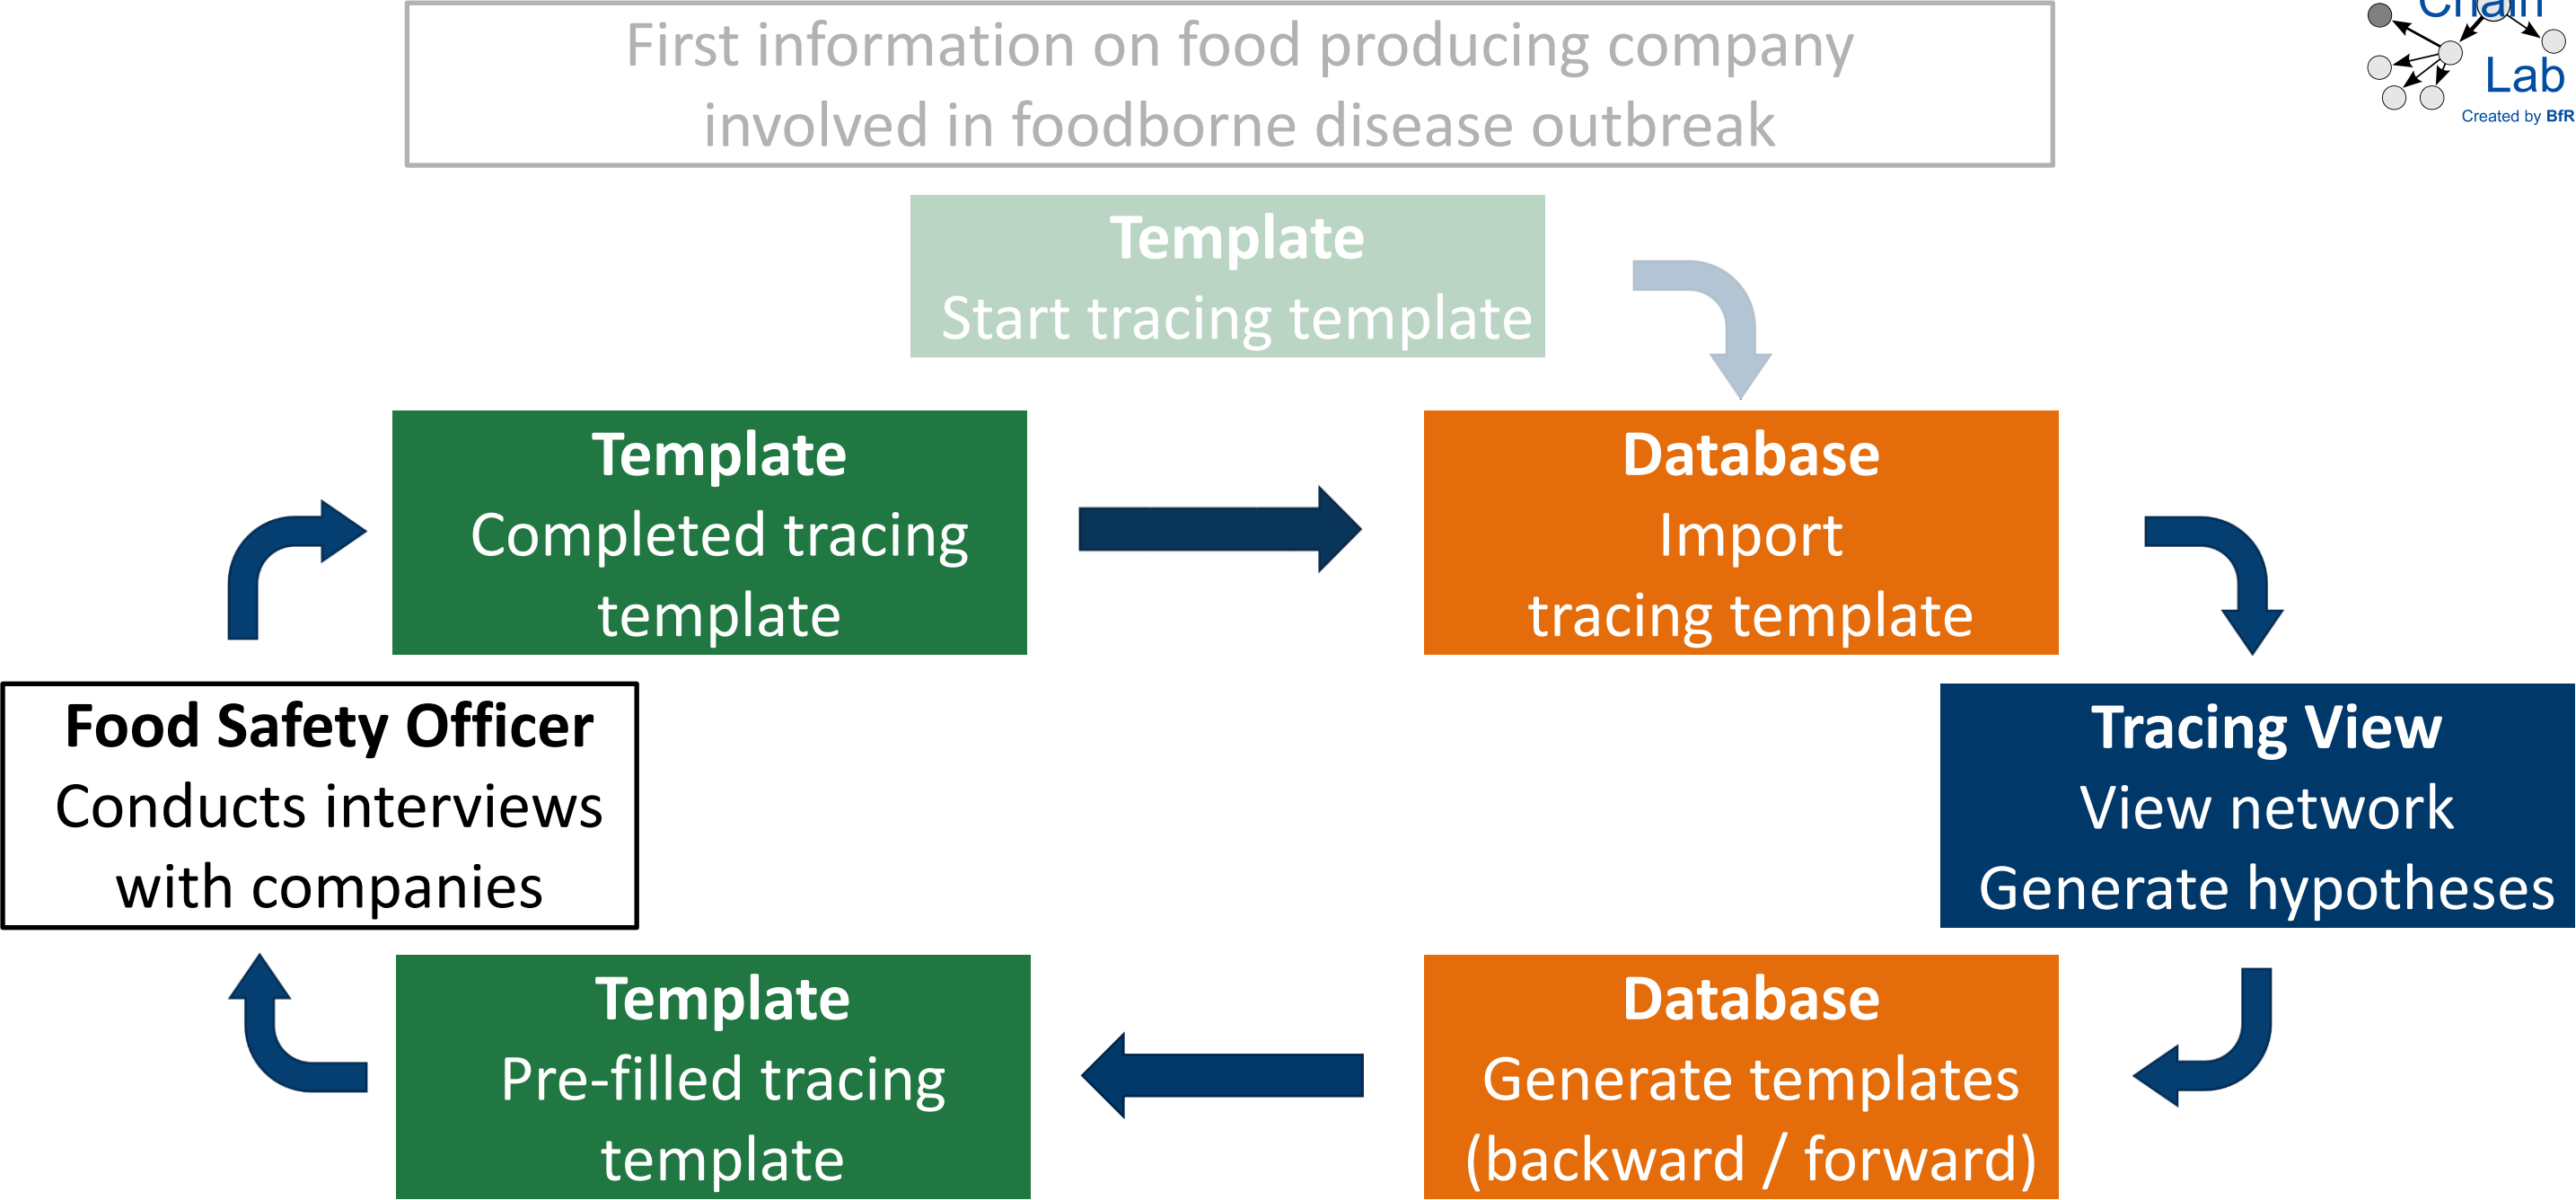 First information on food producing company
involved in foodborne disease outbreak
Chain
Lab
Created by BfR
Template
Start tracing template
Template
Completed tracing
template
Database
Import
tracing template
Food Safety Officer
Conducts interviews
with companies
Tracing View
View network
Generate hypotheses
Template
Pre-filled tracing
template
Database
Generate templates
(backward / forward)